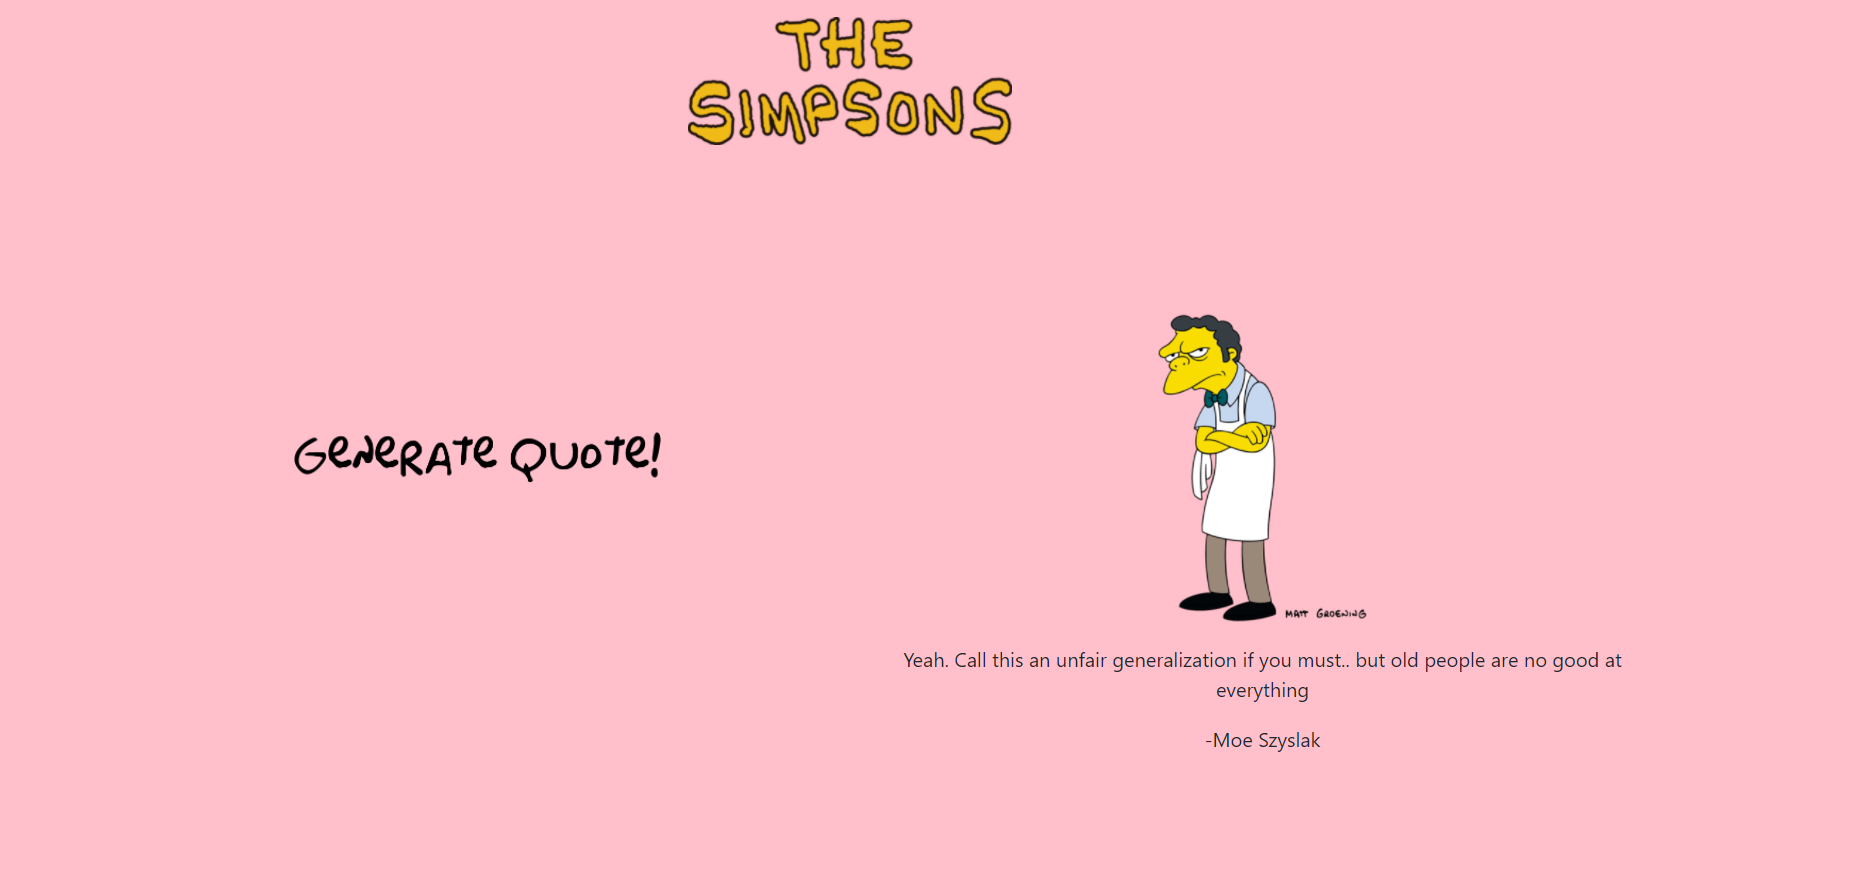 THE
SIMPSONS
GENERATE QUOTE!
MATT GROENING
Yeah. Call this an unfair generalization if you must.. but old people are no good at
everything
-Moe Szyslak